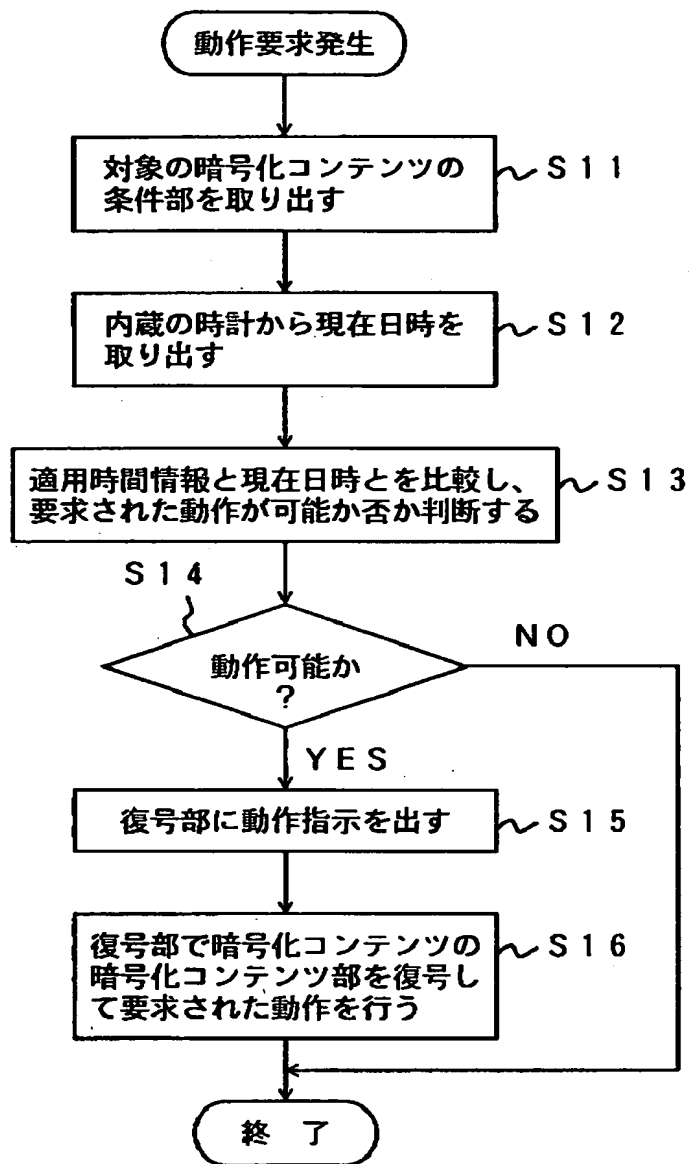 動作要求発生
対象の暗号化コンテンツの
条件部を取り出す
S11
内蔵の時計から現在日時を
取り出す
S12
適用時間情報と現在日時とを比較し、
要求された動作が可能か否か判断する
S13
S14
動作可能か
?
NO
YES
復号部に動作指示を出す
S15
復号部で暗号化コンテンツの
暗号化コンテンツ部を復号し
て要求された動作を行う
S16
終 了